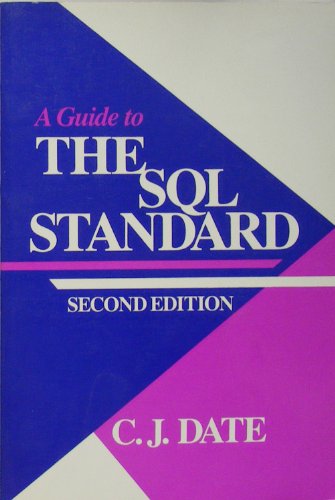 A Guide to
THE
SQL
STANDARD
SECOND EDITION
C. J. DATE